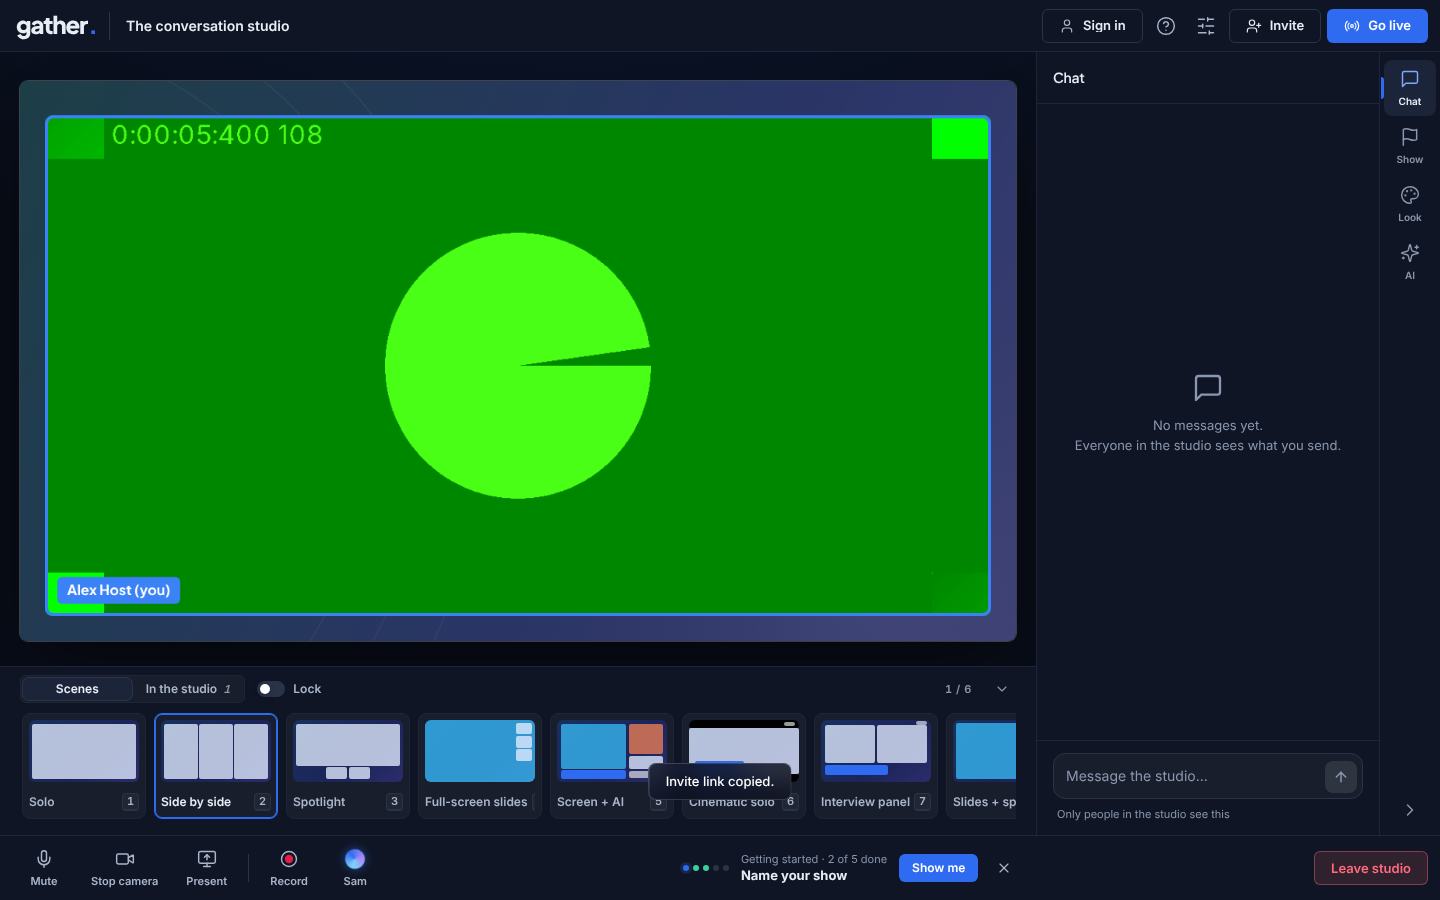 gather.
The conversation studio
Sign in
Invite
Go live
0:00:05:400 108
Alex Host (you)
Chat
No messages yet.
Everyone in the studio sees what you send.
Message the studio...
Only people in the studio see this
Chat
Show
Look
AI
Scenes
In the studio 1
Lock
1 / 6
Solo 1
Side by side 2
Spotlight 3
Full-screen slides
Screen + AI 5
Cinematic solo 6
Interview panel 7
Slides + sp
Invite link copied.
Mute
Stop camera
Present
Record
Sam
Getting started · 2 of 5 done
Name your show
Show me
Leave studio